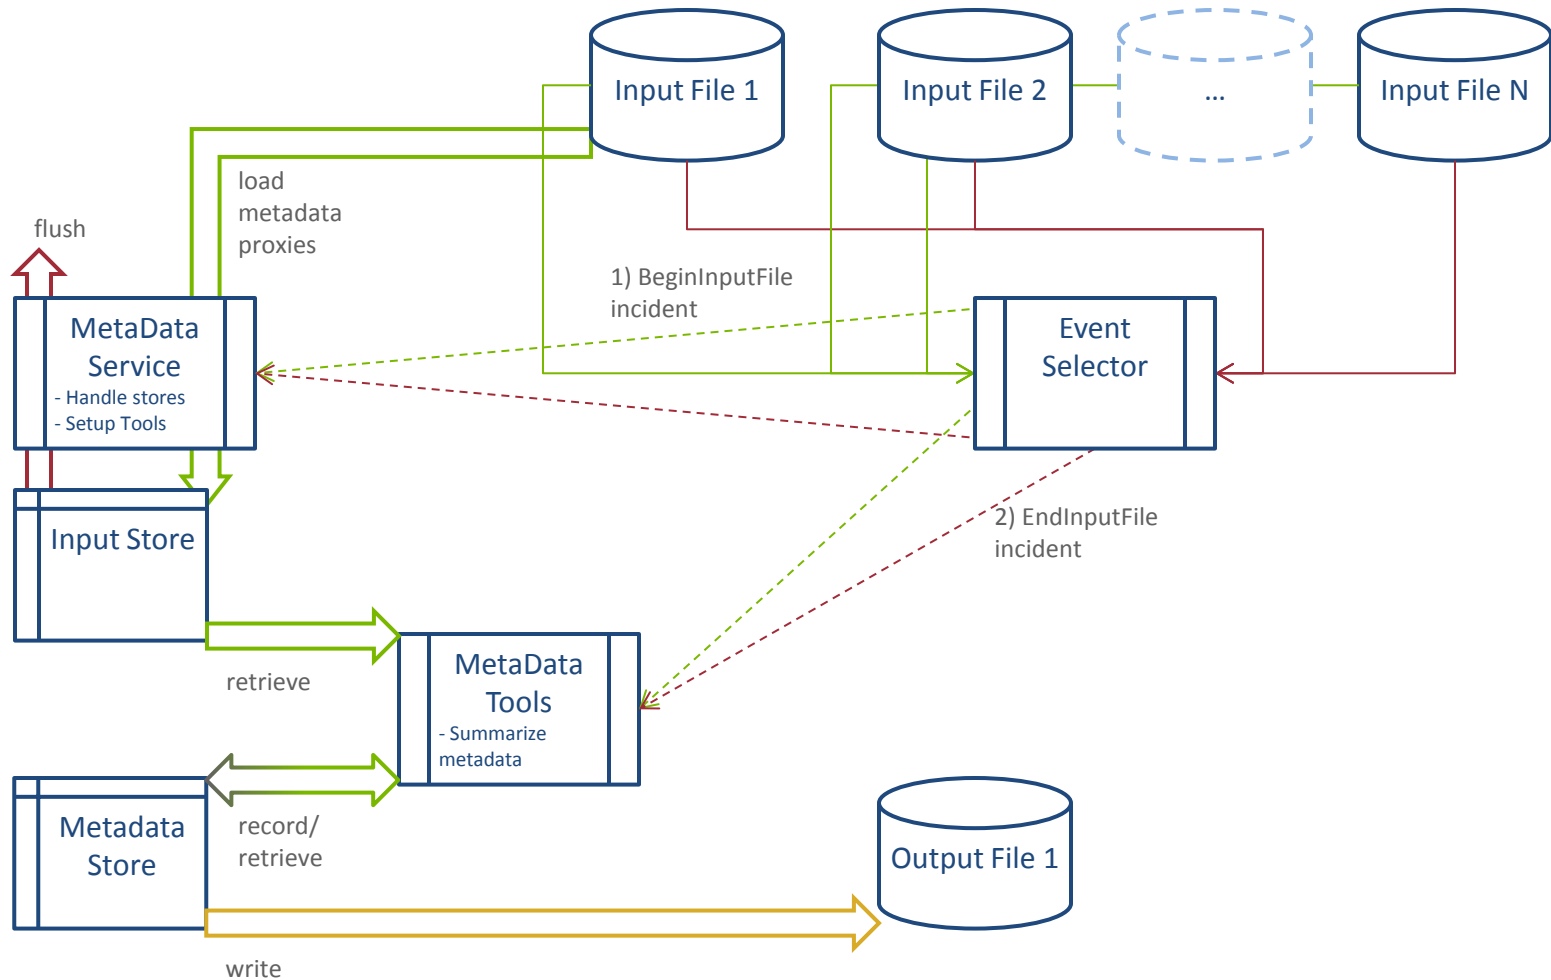 Input File 1
Input File 2
...
Input File N
load
metadata
proxies
flush
1) BeginInputFile
incident
MetaData
Service
- Handle stores
- Setup Tools
Event
Selector
Input Store
2) EndInputFile
incident
retrieve
MetaData
Tools
- Summarize
metadata
Metadata
Store
record/
retrieve
Output File 1
write